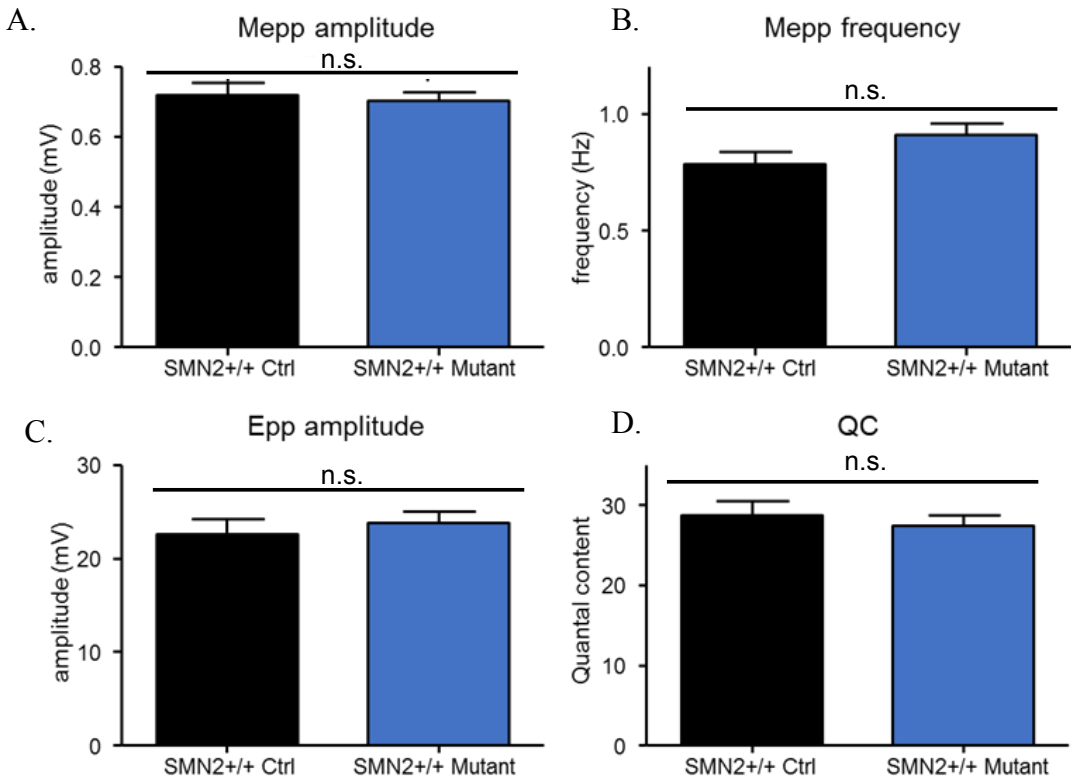 A.
Mepp amplitude
n.s.
0.8
0.6
0.4
0.2
0.0
amplitude (mV)
SMN2+/+ Ctrl
SMN2+/+ Mutant
B.
Mepp frequency
n.s.
1.0
0.5
0.0
frequency (Hz)
SMN2+/+ Ctrl
SMN2+/+ Mutant
C.
Epp amplitude
n.s.
30
20
10
0
amplitude (mV)
SMN2+/+ Ctrl
SMN2+/+ Mutant
D.
QC
n.s.
30
20
10
0
Quantal content
SMN2+/+ Ctrl
SMN2+/+ Mutant